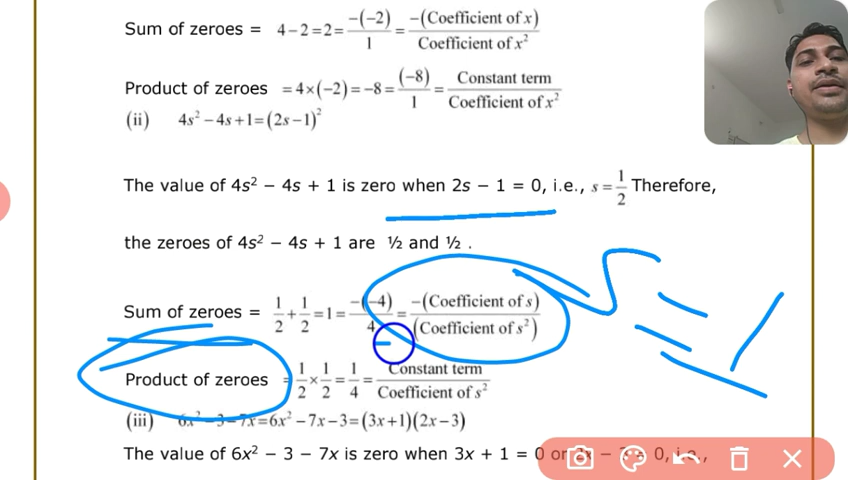 Sum of zeroes = 4 − 2 = 2 = −(−2)/1 = −(Coefficient of x)/Coefficient of x²
Product of zeroes = 4×(−2) = −8 = (−8)/1 = Constant term/Coefficient of x²
(ii) 4s² − 4s + 1 = (2s − 1)²
The value of 4s² − 4s + 1 is zero when 2s − 1 = 0, i.e., s = 1/2 Therefore,
the zeroes of 4s² − 4s + 1 are ½ and ½ .
Sum of zeroes = 1/2 + 1/2 = 1 = −(−4)/4 = −(Coefficient of s)/(Coefficient of s²)
S = 1
Product of zeroes = 1/2 × 1/2 = 1/4 = Constant term/Coefficient of s²
(iii) 6x² − 3 − 7x = 6x² − 7x − 3 = (3x + 1)(2x − 3)
The value of 6x² − 3 − 7x is zero when 3x + 1 = 0 or 2x − 3 = 0, i.e.,